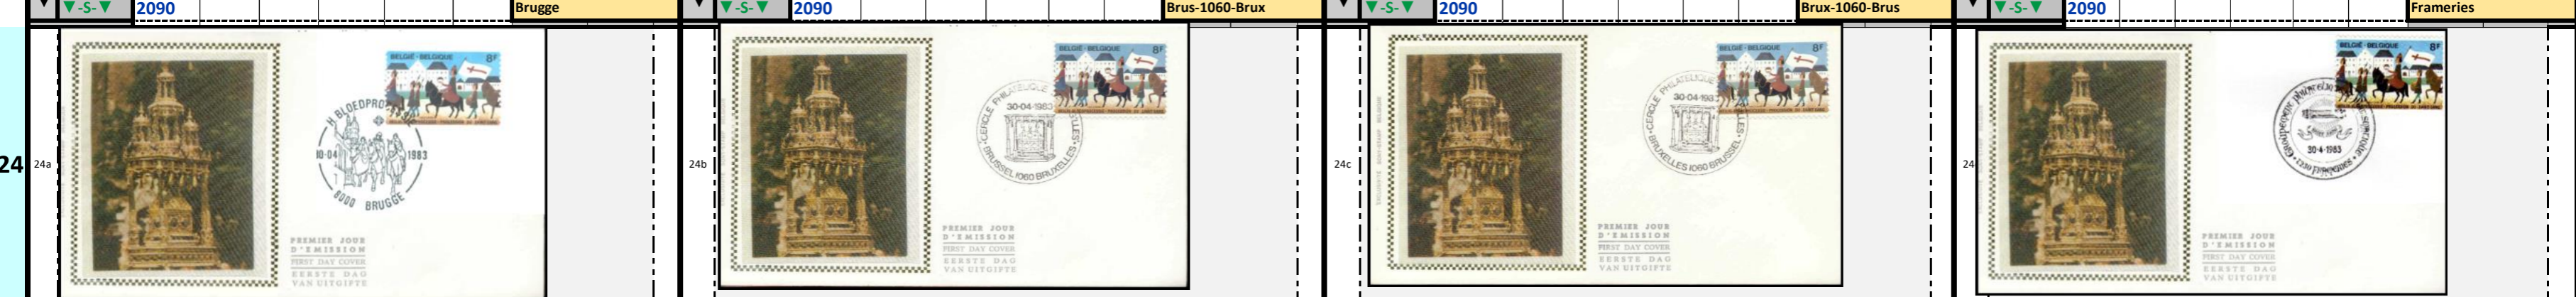 ▼ ▼-S-▼ 2090 Brugge
▼ ▼-S-▼ 2090 Brus-1060-Brux
▼ ▼-S-▼ 2090 Brux-1060-Brus
▼ ▼-S-▼ 2090 Frameries
24
24a
BELGIË-BELGIQUE 8F
H. BLOEDPRO
10-04 1983
8000 BRUGGE
PREMIER JOUR
D'EMISSION
FIRST DAY COVER
EERSTE DAG
VAN UITGIFTE
24b
BELGIË-BELGIQUE 8F
CERCLE PHILATELIQUE
30-04-1983
BRUSSEL 1060 BRUXELLES
PREMIER JOUR
D'EMISSION
FIRST DAY COVER
EERSTE DAG
VAN UITGIFTE
24c
BELGIË-BELGIQUE 8F
CERCLE PHILATELIQUE
30-04-1983
BRUXELLES 1060 BRUSSEL
PREMIER JOUR
D'EMISSION
FIRST DAY COVER
EERSTE DAG
VAN UITGIFTE
24
BELGIË-BELGIQUE 8F
30-4-1983
PREMIER JOUR
D'EMISSION
FIRST DAY COVER
EERSTE DAG
VAN UITGIFTE